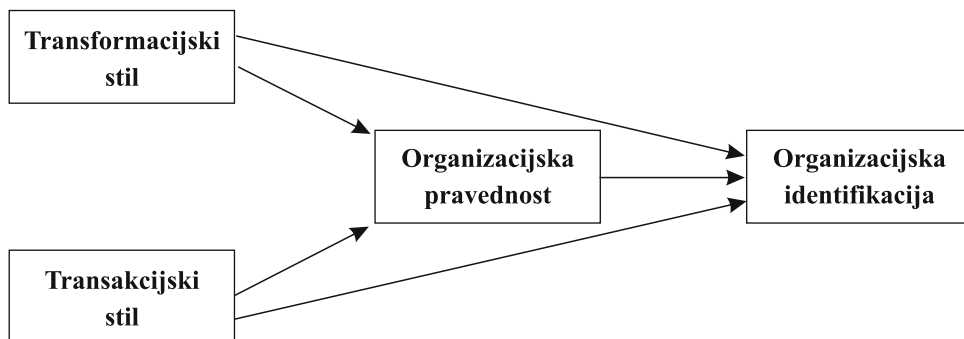 Transformacijski
stil
Organizacijska
pravednost
Organizacijska
identifikacija
Transakcijski
stil